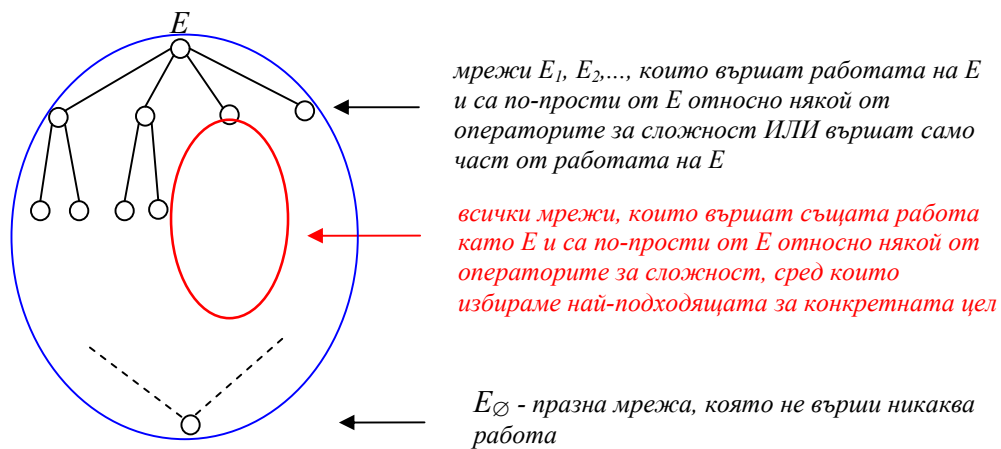 E
мрежи E₁, E₂,..., които вършат работата на E
и са по-прости от E относно някой от
операторите за сложност ИЛИ вършат само
част от работата на E
всички мрежи, които вършат същата работа
като E и са по-прости от E относно някой от
операторите за сложност, сред които
избираме най-подходящата за конкретната цел
E∅ - празна мрежа, която не върши никаква
работа